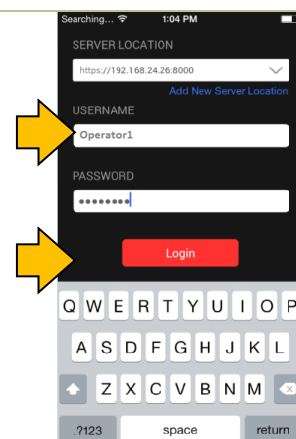 Searching... 1:04 PM
SERVER LOCATION
https://192.168.24.26.8000
Add New Server Location
USERNAME
Operator1
PASSWORD
••••••••
Login
Q W E R T Y U I O P
A S D F G H J K L
Z X C V B N M
.?123 space return